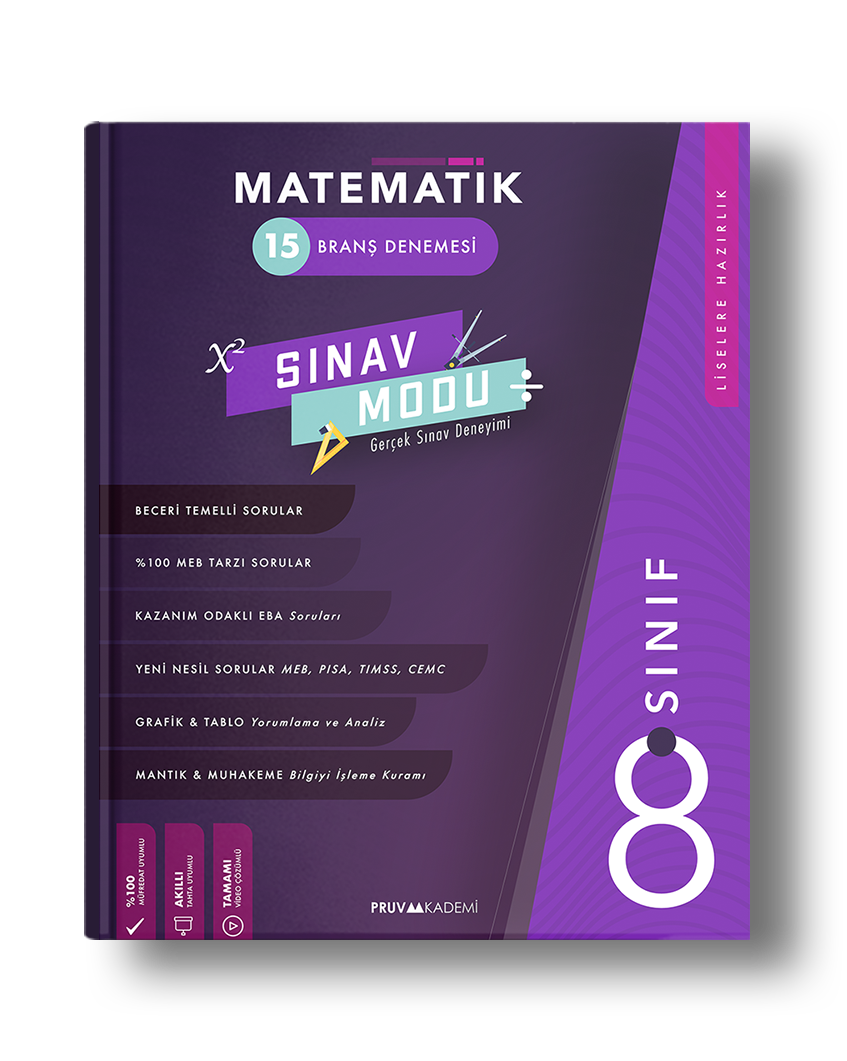 MATEMATİK
15 BRANŞ DENEMESİ
LİSELERE HAZIRLIK
x²
SINAV
MODU
Gerçek Sınav Deneyimi
BECERİ TEMELLİ SORULAR
%100 MEB TARZI SORULAR
KAZANIM ODAKLI EBA Soruları
YENİ NESİL SORULAR MEB, PISA, TIMSS, CEMC
GRAFİK & TABLO Yorumlama ve Analiz
MANTIK & MUHAKEME Bilgiyi İşleme Kuramı
8. SINIF
%100
MÜFREDAT UYUMLU
AKILLI
TAHTA UYUMLU
TAMAMI
VİDEO ÇÖZÜMLÜ
PRUVAKADEMİ